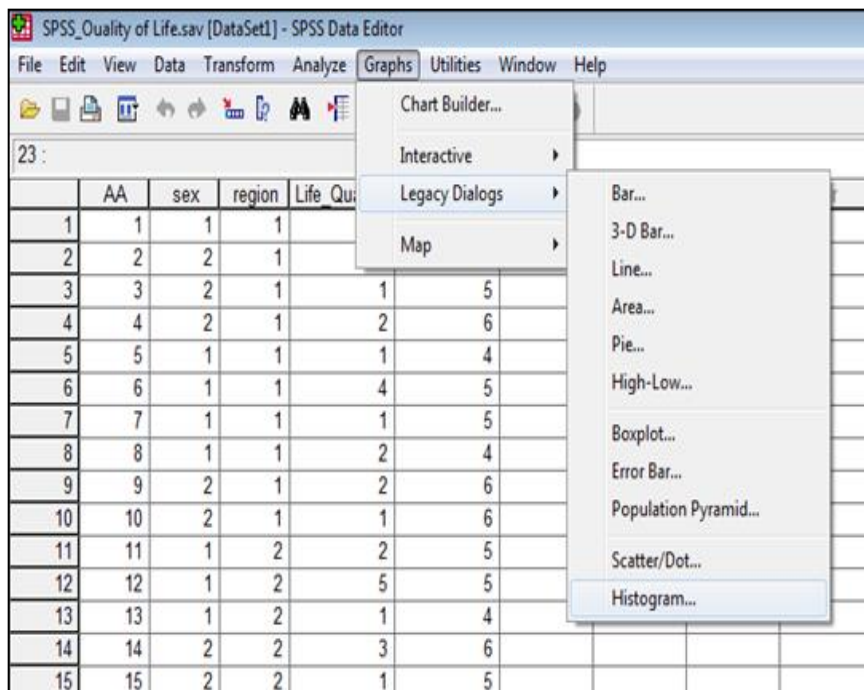 SPSS_Quality of Life.sav [DataSet1] - SPSS Data Editor
File Edit View Data Transform Analyze Graphs Utilities Window Help
Chart Builder...
Interactive
Legacy Dialogs
Map
Bar...
3-D Bar...
Line...
Area...
Pie...
High-Low...
Boxplot...
Error Bar...
Population Pyramid...
Scatter/Dot...
Histogram...
23 :
AA sex region Life_Qu
1 1 1 1
2 2 2 1
3 3 2 1 1 5
4 4 2 1 2 6
5 5 1 1 1 4
6 6 1 1 4 5
7 7 1 1 1 5
8 8 1 1 2 4
9 9 2 1 2 6
10 10 2 1 1 6
11 11 1 2 2 5
12 12 1 2 5 5
13 13 1 2 1 4
14 14 2 2 3 6
15 15 2 2 1 5